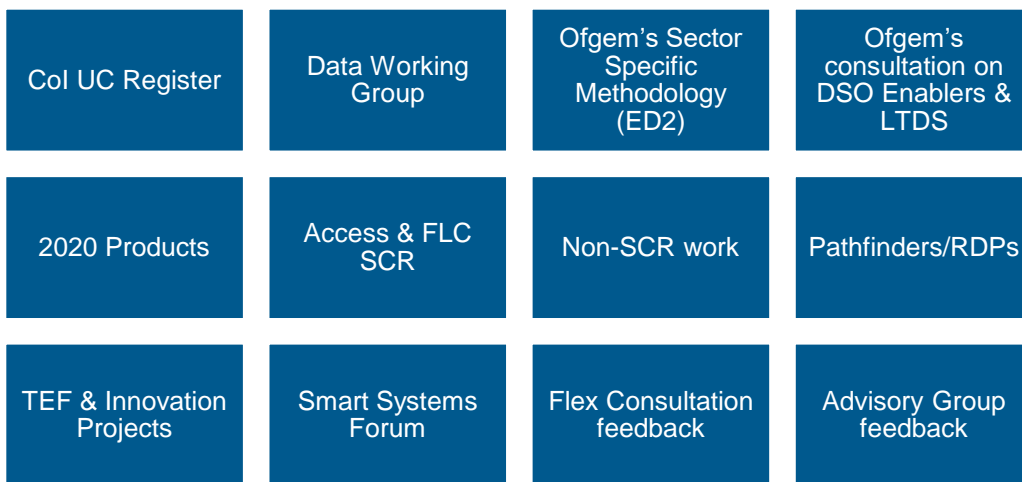 CoI UC Register
Data Working
Group
Ofgem's Sector
Specific
Methodology
(ED2)
Ofgem's
consultation on
DSO Enablers &
LTDS
2020 Products
Access & FLC
SCR
Non-SCR work
Pathfinders/RDPs
TEF & Innovation
Projects
Smart Systems
Forum
Flex Consultation
feedback
Advisory Group
feedback